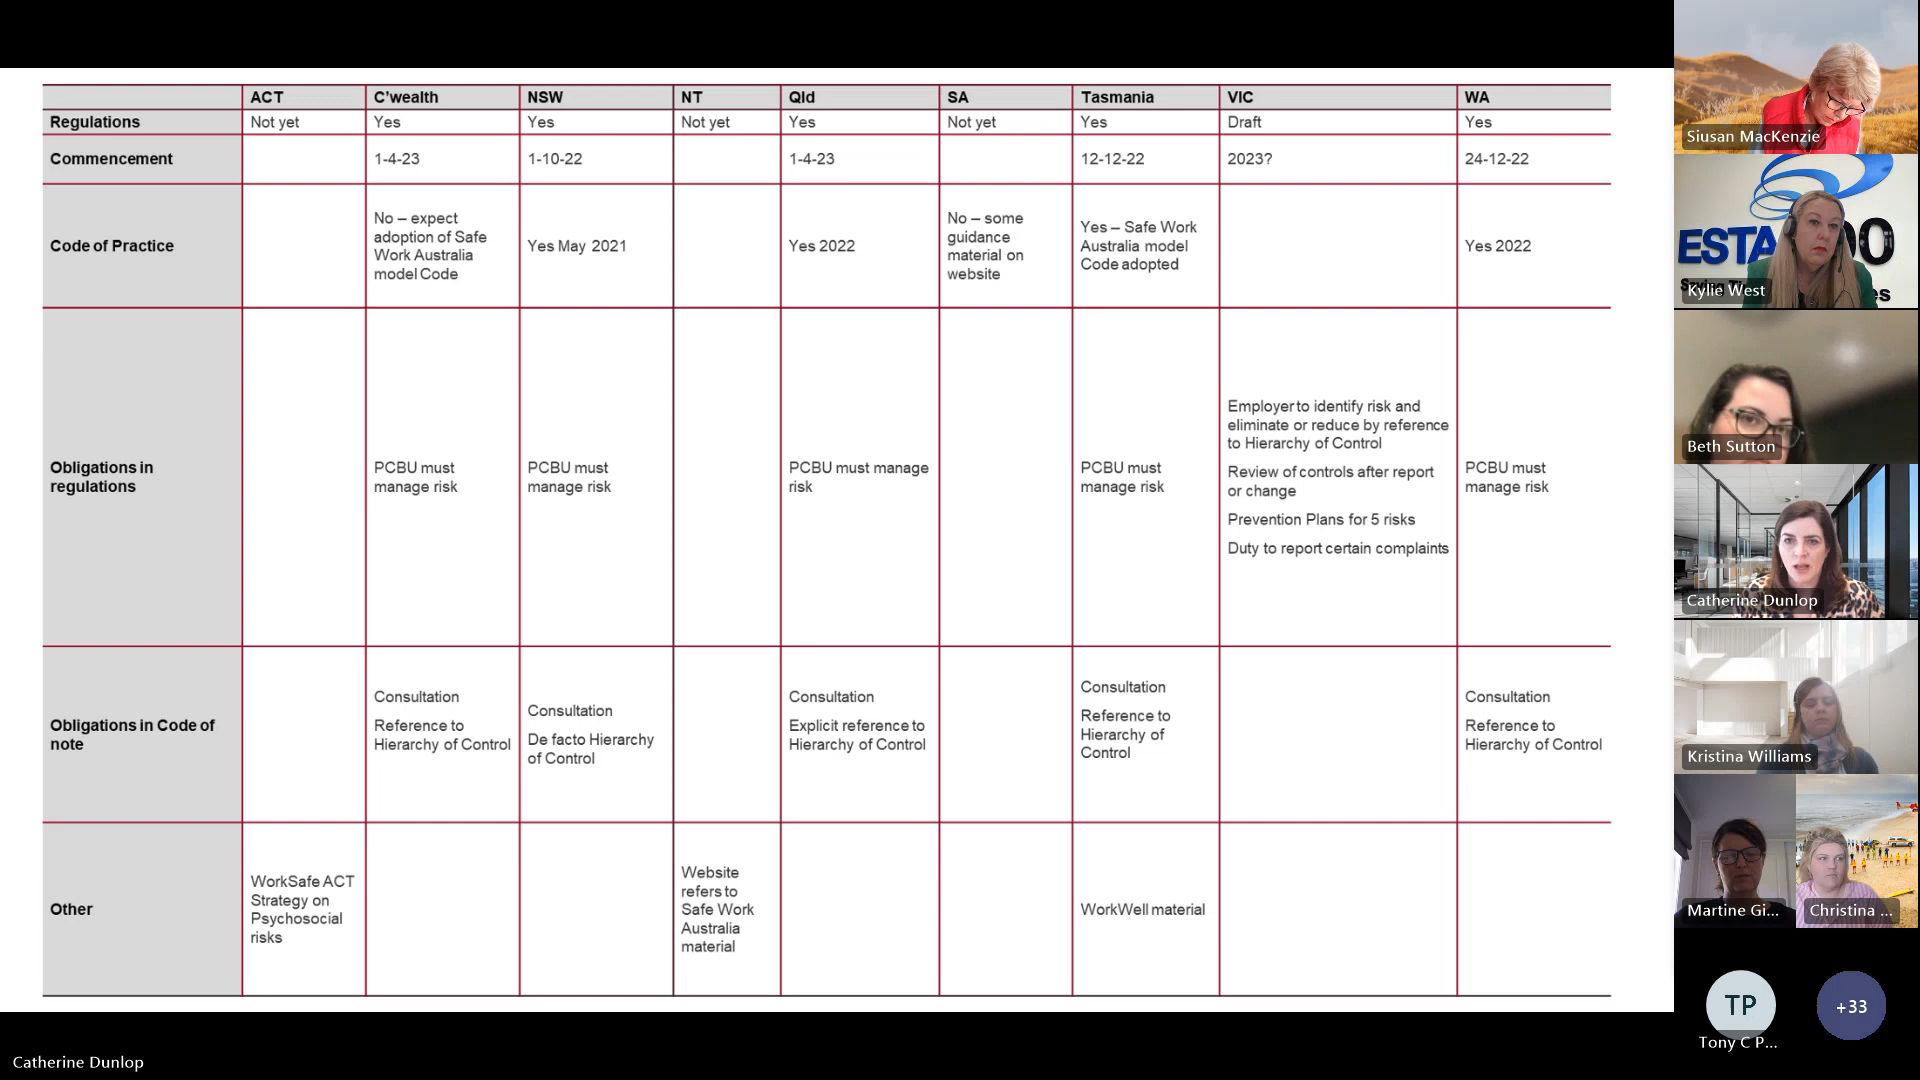 ACT C'wealth NSW NT Qld SA Tasmania VIC WA
Regulations Not yet Yes Yes Not yet Yes Not yet Yes Draft Yes
Commencement 1-4-23 1-10-22 1-4-23 12-12-22 2023? 24-12-22
Code of Practice
No – expect
adoption of Safe
Work Australia
model Code
Yes May 2021
Yes 2022
No – some
guidance
material on
website
Yes – Safe Work
Australia model
Code adopted
Yes 2022
Obligations in
regulations
PCBU must
manage risk
PCBU must
manage risk
PCBU must manage
risk
PCBU must
manage risk
Employer to identify risk and
eliminate or reduce by reference
to Hierarchy of Control
Review of controls after report
or change
Prevention Plans for 5 risks
Duty to report certain complaints
PCBU must
manage risk
Obligations in Code of
note
Consultation
Reference to
Hierarchy of Control
Consultation
De facto Hierarchy
of Control
Consultation
Explicit reference to
Hierarchy of Control
Consultation
Reference to
Hierarchy of
Control
Consultation
Reference to
Hierarchy of Control
Other
WorkSafe ACT
Strategy on
Psychosocial
risks
Website
refers to
Safe Work
Australia
material
WorkWell material
Siusan MacKenzie
ESTA
Kylie West
Beth Sutton
Catherine Dunlop
Kristina Williams
Martine Gi...
Christina ...
TP
+33
Tony C P...
Catherine Dunlop